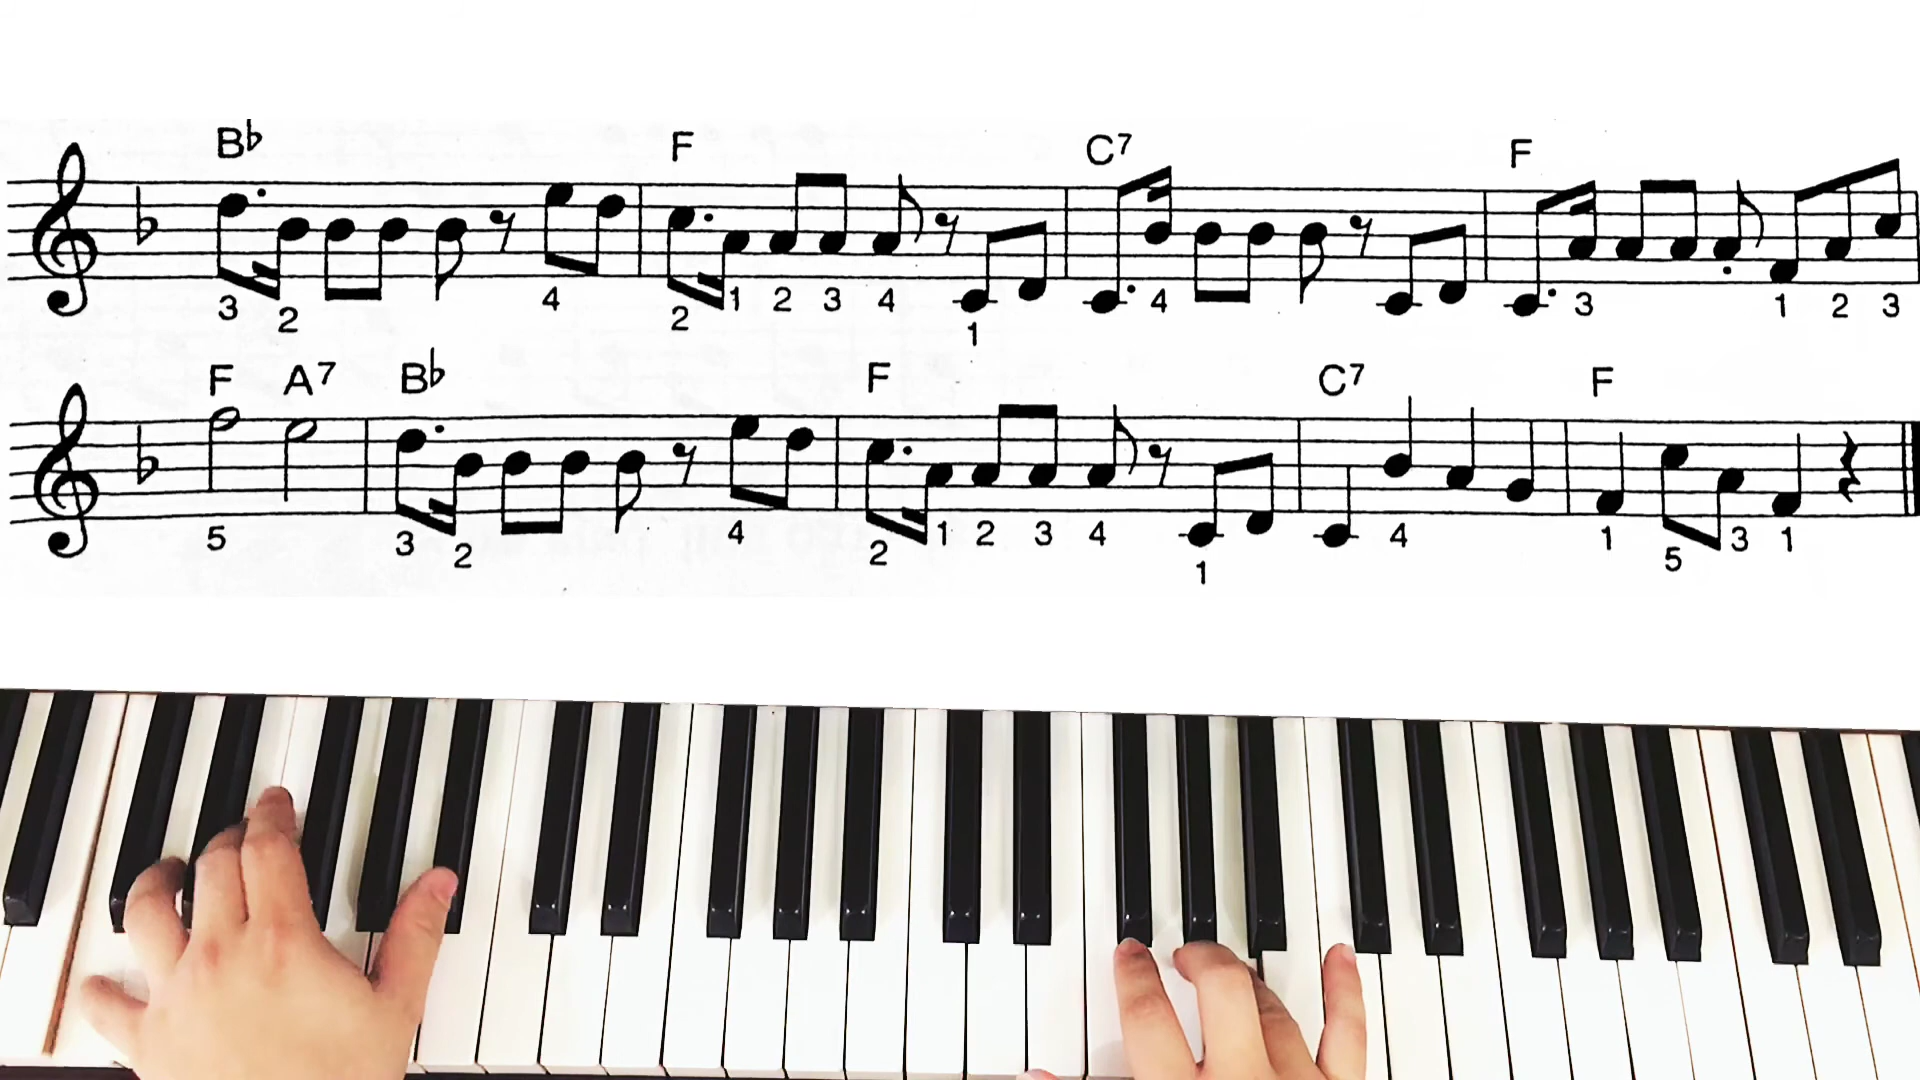 B♭ F C7 F
3 2 4 2 1 2 3 4 1 4 3 1 2 3
F A7 B♭ F C7 F
5 3 2 4 2 1 2 3 4 1 4 1 5 3 1